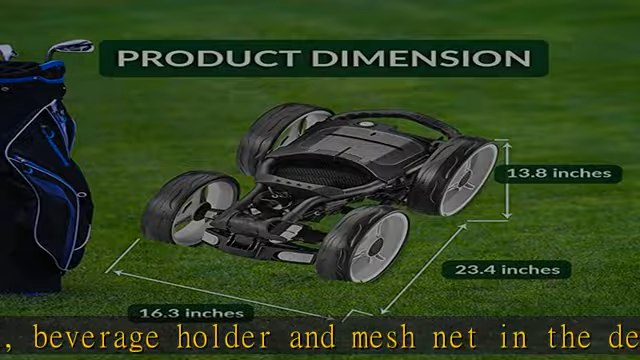 PRODUCT DIMENSION
13.8 inches
23.4 inches
16.3 inches
, beverage holder and mesh net in the de